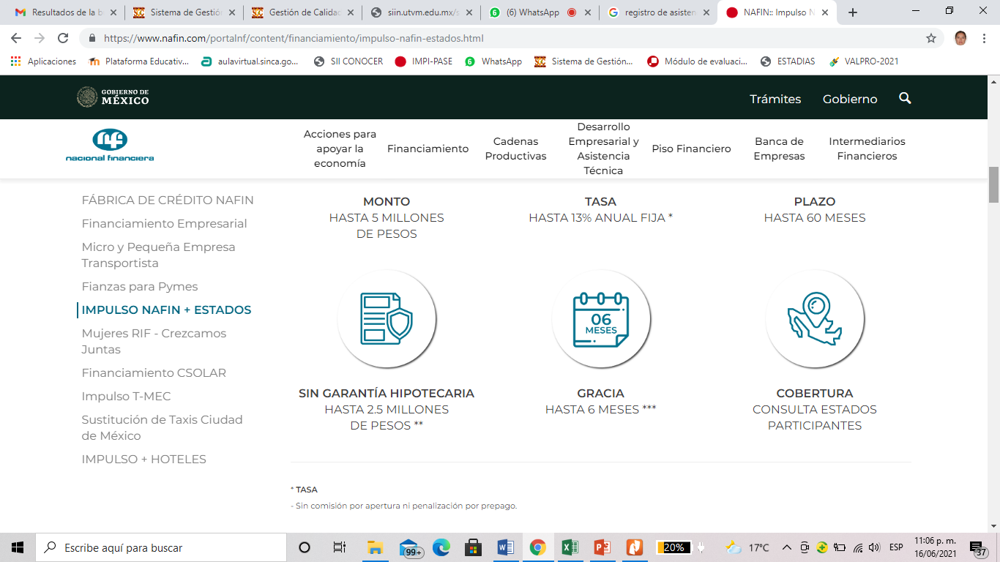 Resultados de la b
Sistema de Gestión
Gestión de Calidad
siin.utvm.edu.mx/s
(6) WhatsApp
registro de asisten
NAFIN:: Impulso N
https://www.nafin.com/portalnf/content/financiamiento/impulso-nafin-estados.html
Aplicaciones
Plataforma Educativ...
aulavirtual.sinca.go...
SII CONOCER
IMPI-PASE
WhatsApp
Sistema de Gestión...
Módulo de evaluaci...
ESTADIAS
VALPRO-2021
GOBIERNO DE
MÉXICO
Trámites
Gobierno
nacional financiera
Acciones para
apoyar la
economía
Financiamiento
Cadenas
Productivas
Desarrollo
Empresarial y
Asistencia
Técnica
Piso Financiero
Banca de
Empresas
Intermediarios
Financieros
FÁBRICA DE CRÉDITO NAFIN
Financiamiento Empresarial
Micro y Pequeña Empresa
Transportista
Fianzas para Pymes
IMPULSO NAFIN + ESTADOS
Mujeres RIF - Crezcamos
Juntas
Financiamiento CSOLAR
Impulso T-MEC
Sustitución de Taxis Ciudad
de México
IMPULSO + HOTELES
MONTO
HASTA 5 MILLONES
DE PESOS
TASA
HASTA 13% ANUAL FIJA *
PLAZO
HASTA 60 MESES
SIN GARANTÍA HIPOTECARIA
HASTA 2.5 MILLONES
DE PESOS **
06
MESES
GRACIA
HASTA 6 MESES ***
COBERTURA
CONSULTA ESTADOS
PARTICIPANTES
* TASA
- Sin comisión por apertura ni penalización por prepago.
Escribe aquí para buscar
99+
20%
17°C
ESP
11:06 p. m.
16/06/2021
37